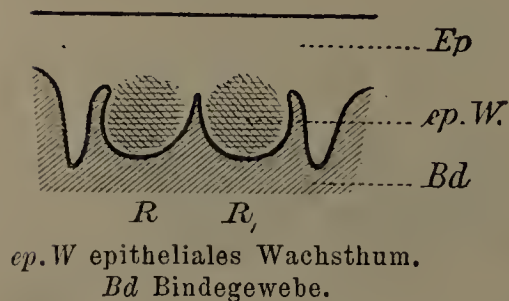 Ep
ep. W.
Bd
R R,
ep. W epitheliales Wachsthum.
Bd Bindegewebe.